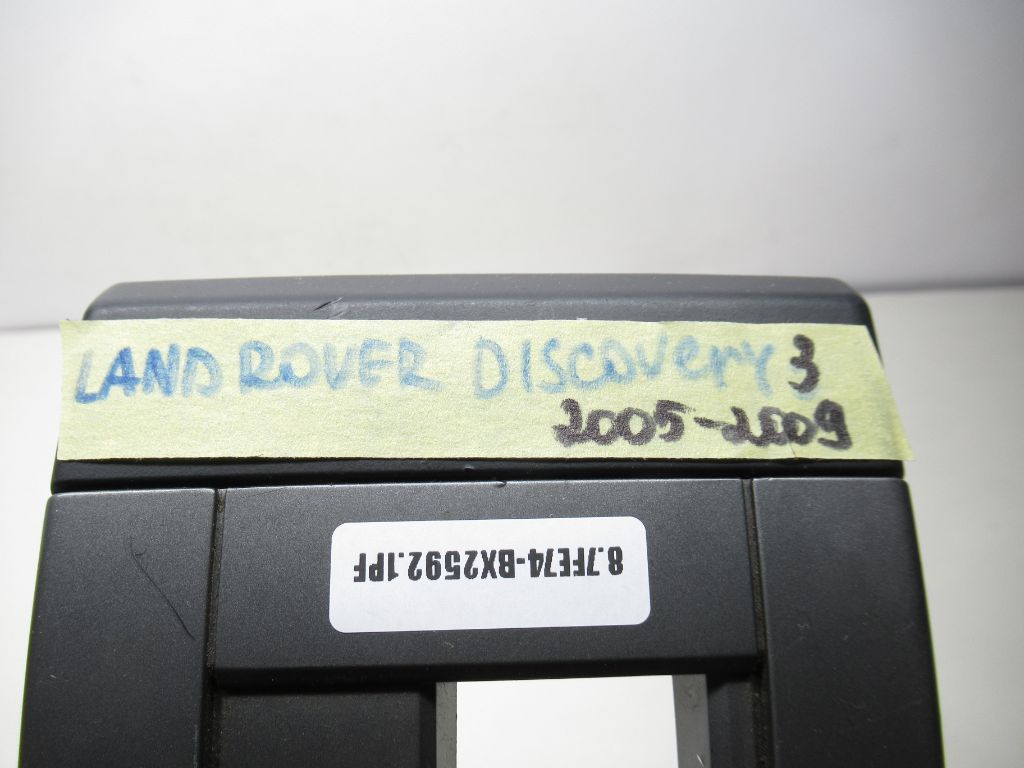 LAND ROVER DISCOVERY 3
2005-2009
8.7FE74-BX2592.1PF